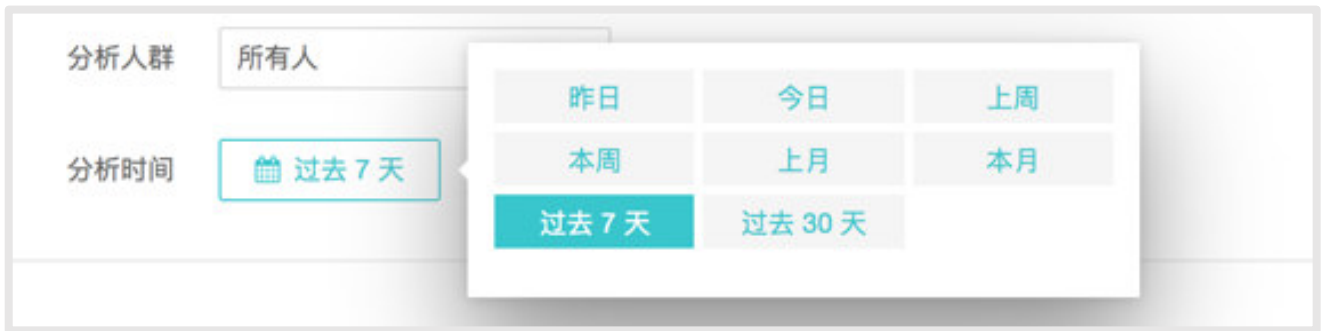 分析人群 所有人
昨日 今日 上周
分析时间 过去 7 天
本周 上月 本月
过去 7 天 过去 30 天